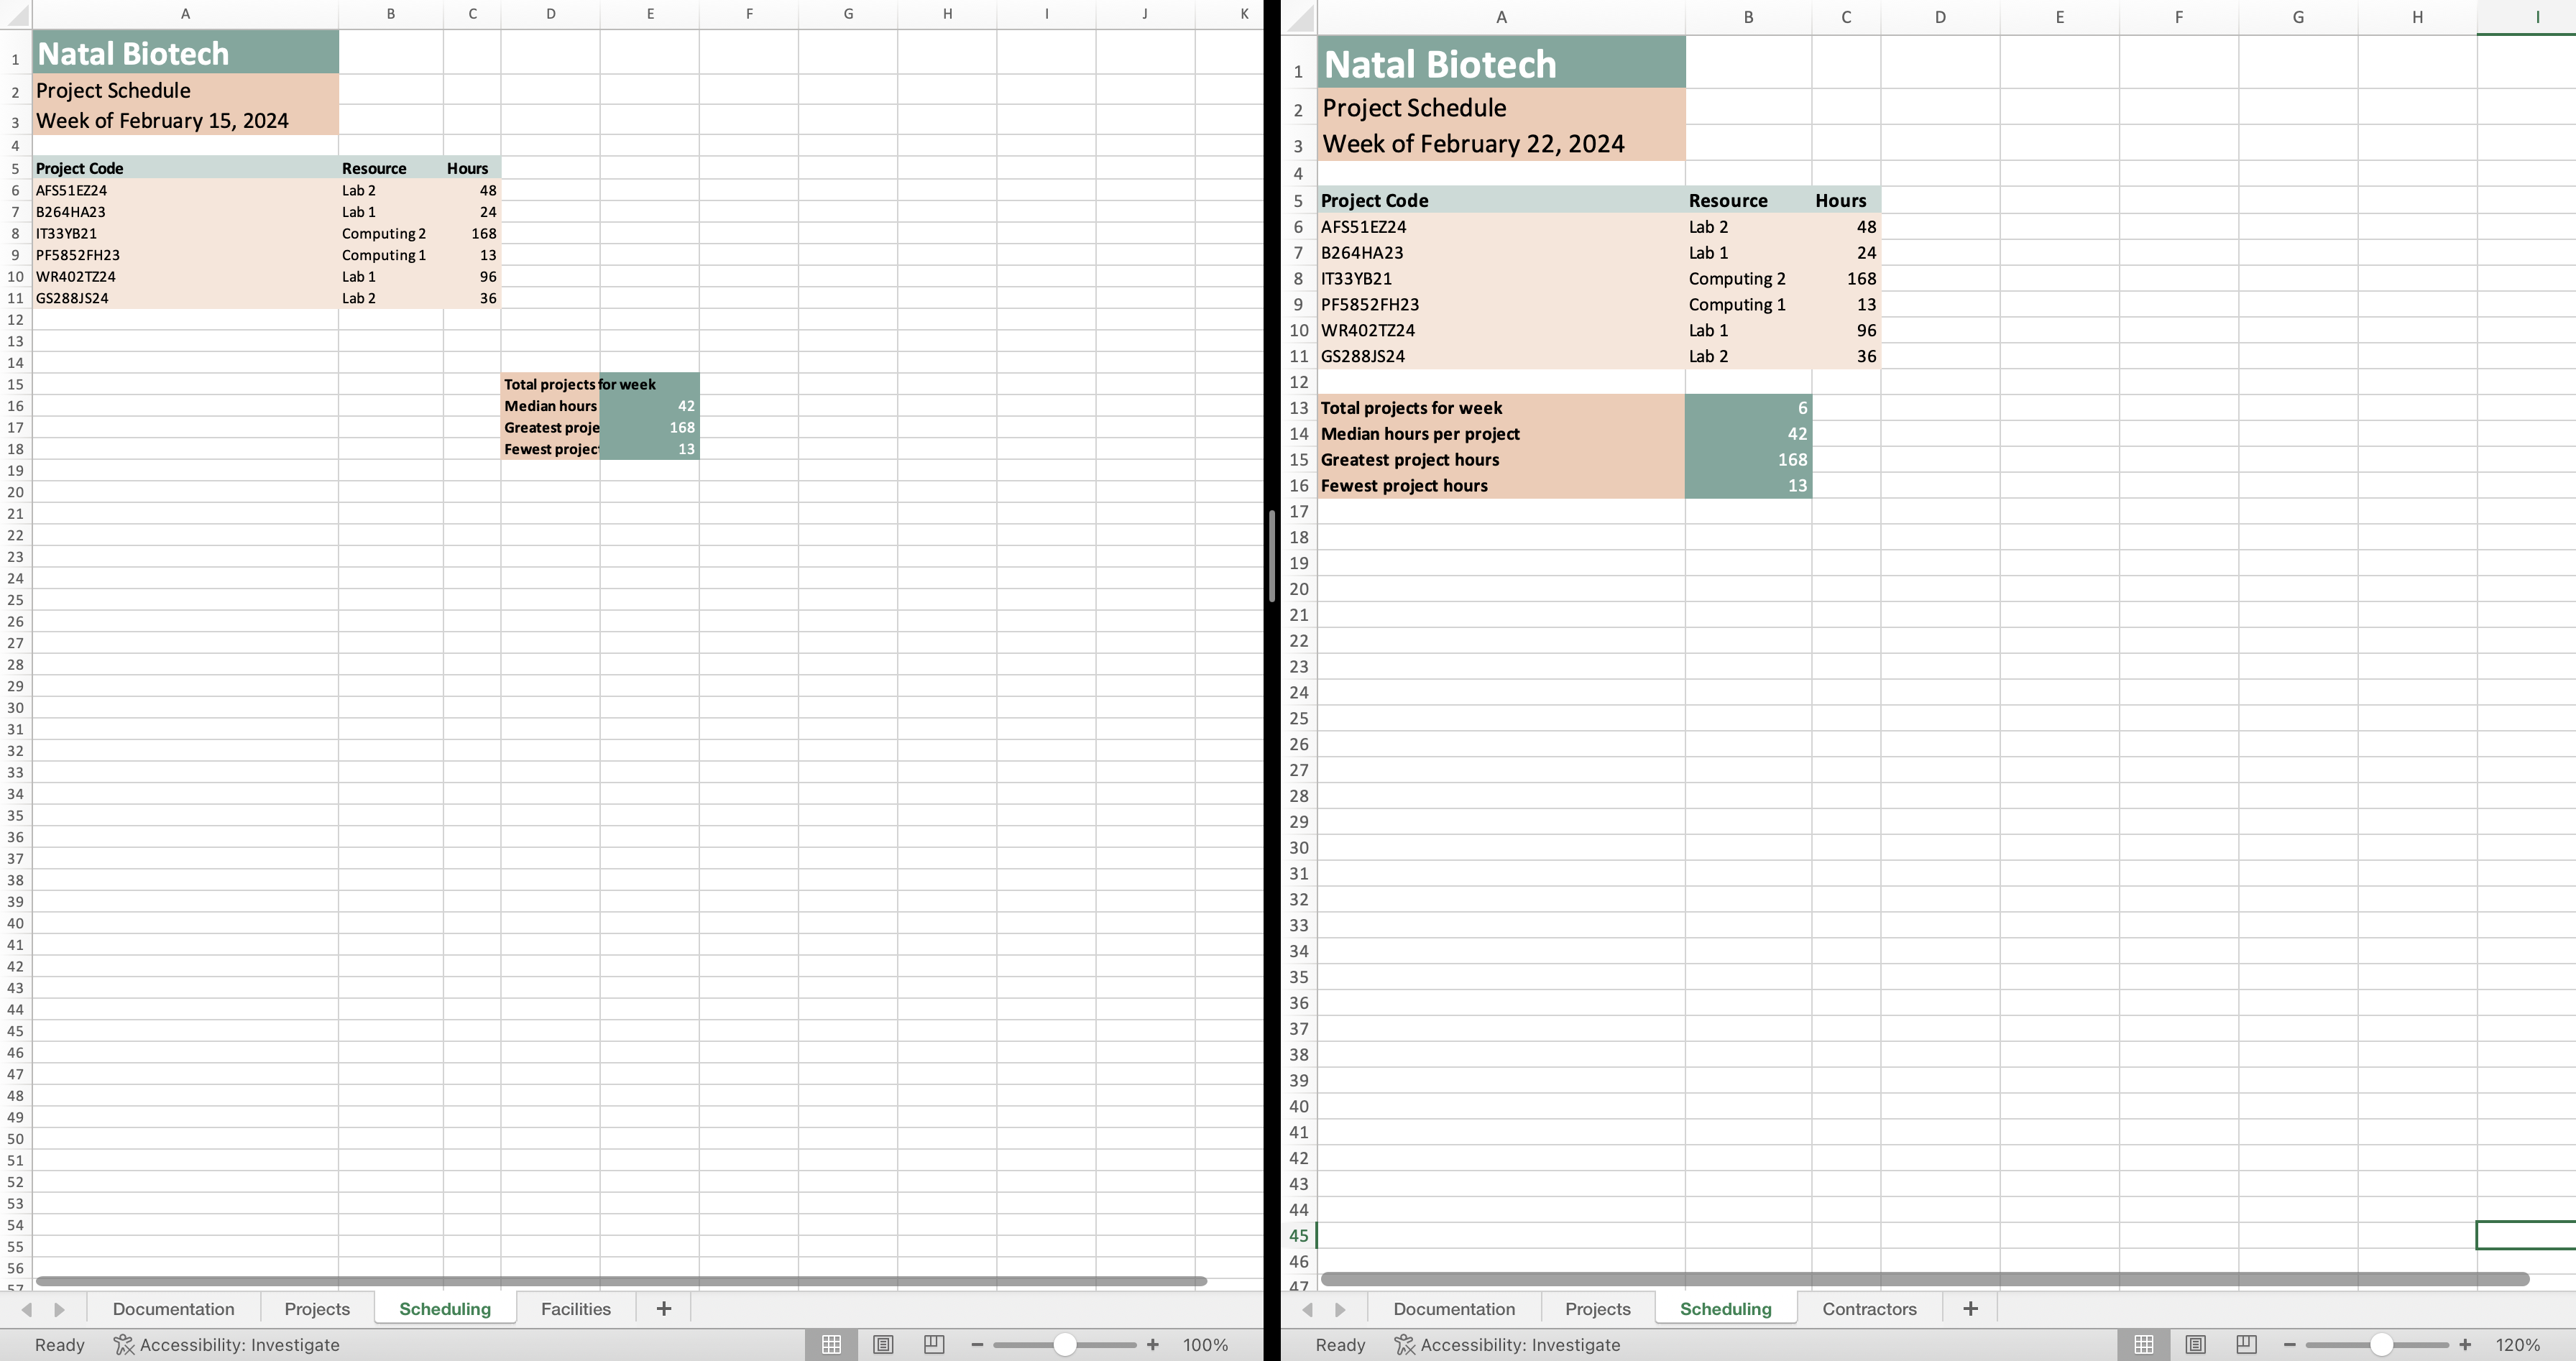 A B C D E F G H I J K
1 Natal Biotech
2 Project Schedule
3 Week of February 15, 2024
4
5 Project Code Resource Hours
6 AFS51EZ24 Lab 2 48
7 B264HA23 Lab 1 24
8 IT33YB21 Computing 2 168
9 PF5852FH23 Computing 1 13
10 WR402TZ24 Lab 1 96
11 GS288JS24 Lab 2 36
12
13
14
15 Total projects for week
16 Median hours 42
17 Greatest proje 168
18 Fewest projec 13
19
20
21
22
23
24
25
26
27
28
29
30
31
32
33
34
35
36
37
38
39
40
41
42
43
44
45
46
47
48
49
50
51
52
53
54
55
56
57
Documentation Projects Scheduling Facilities +
Ready Accessibility: Investigate − + 100%
A B C D E F G H I
1 Natal Biotech
2 Project Schedule
3 Week of February 22, 2024
4
5 Project Code Resource Hours
6 AFS51EZ24 Lab 2 48
7 B264HA23 Lab 1 24
8 IT33YB21 Computing 2 168
9 PF5852FH23 Computing 1 13
10 WR402TZ24 Lab 1 96
11 GS288JS24 Lab 2 36
12
13 Total projects for week 6
14 Median hours per project 42
15 Greatest project hours 168
16 Fewest project hours 13
17
18
19
20
21
22
23
24
25
26
27
28
29
30
31
32
33
34
35
36
37
38
39
40
41
42
43
44
45
46
47
Documentation Projects Scheduling Contractors +
Ready Accessibility: Investigate − + 120%